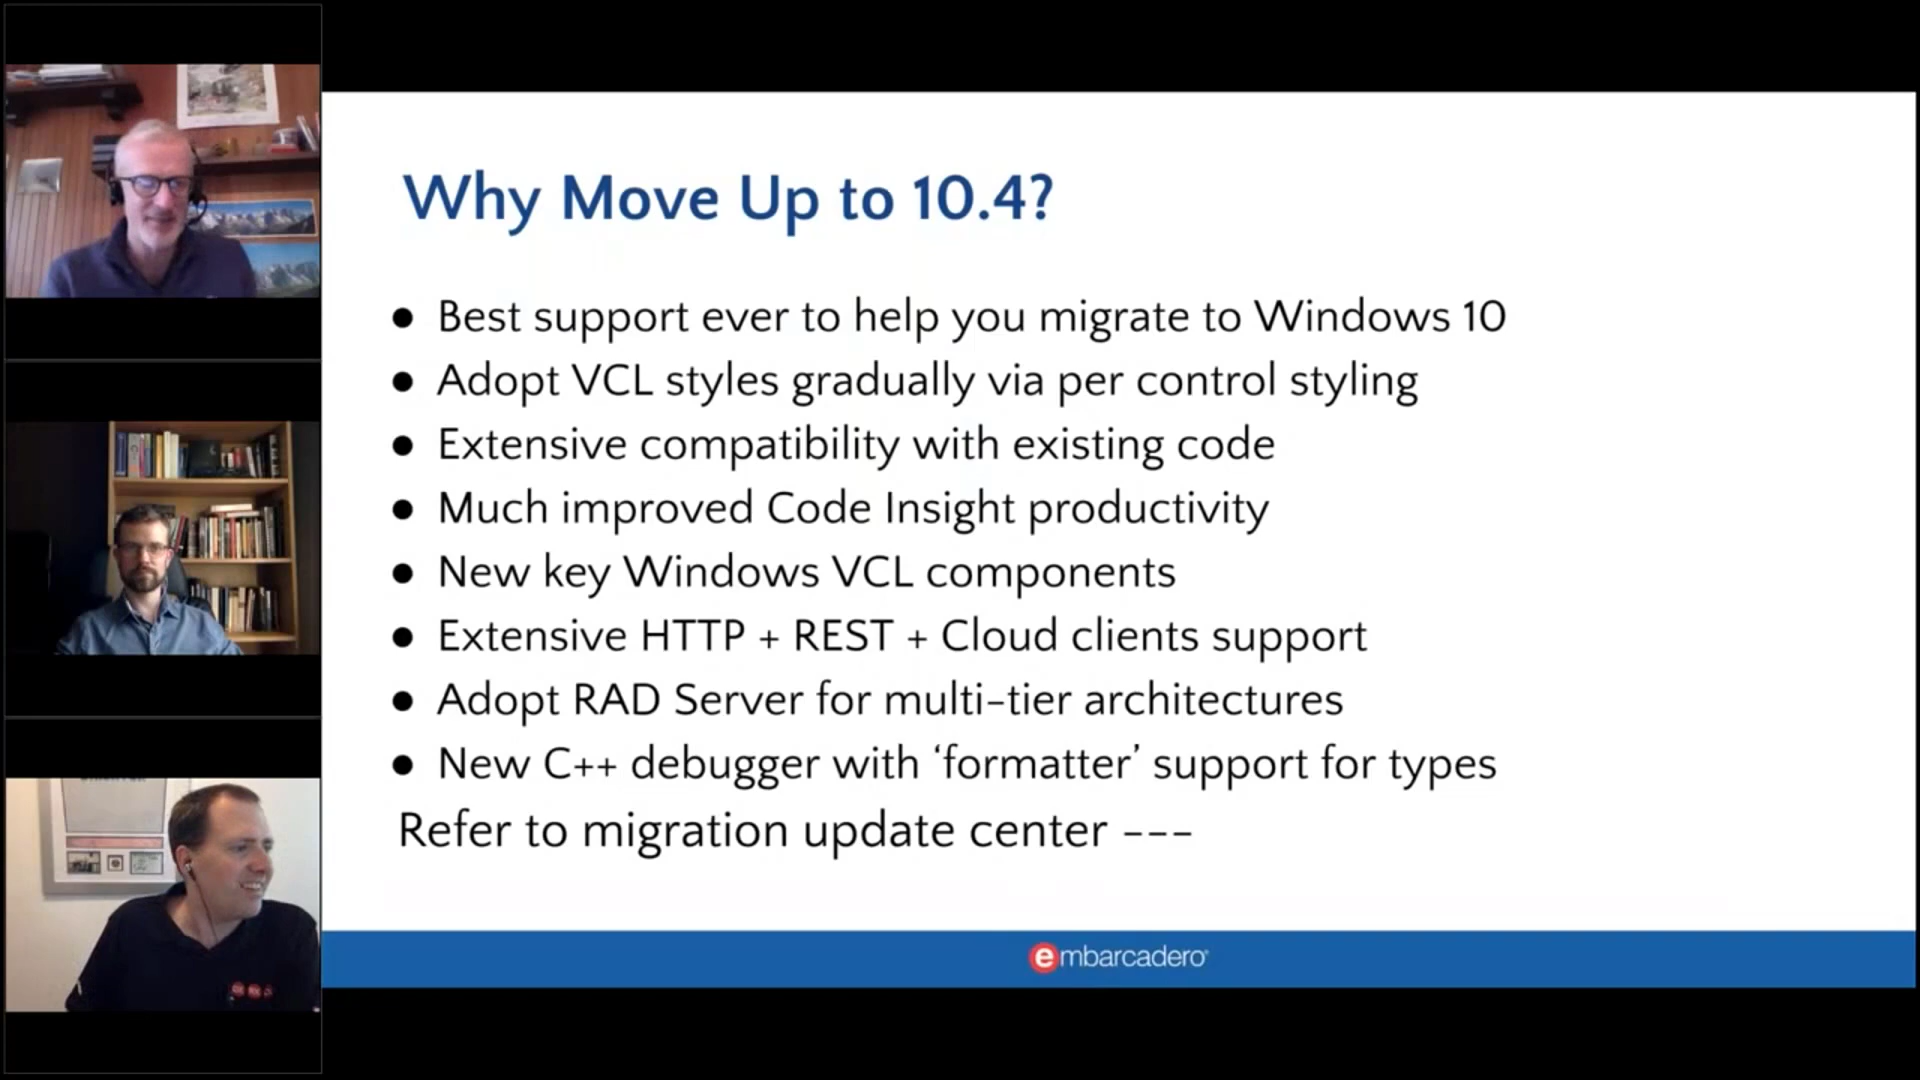 Why Move Up to 10.4?
● Best support ever to help you migrate to Windows 10
● Adopt VCL styles gradually via per control styling
● Extensive compatibility with existing code
● Much improved Code Insight productivity
● New key Windows VCL components
● Extensive HTTP + REST + Cloud clients support
● Adopt RAD Server for multi-tier architectures
● New C++ debugger with ‘formatter’ support for types
Refer to migration update center ---
embarcadero